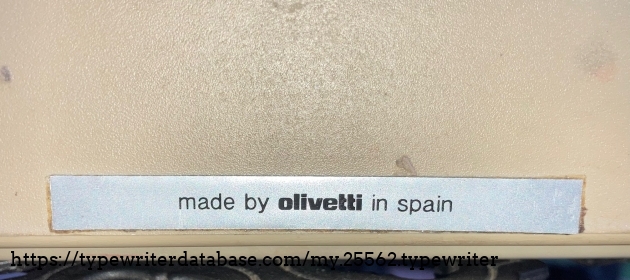 made by olivetti in spain
https://typewriterdatabase.com/my.25562.typewriter